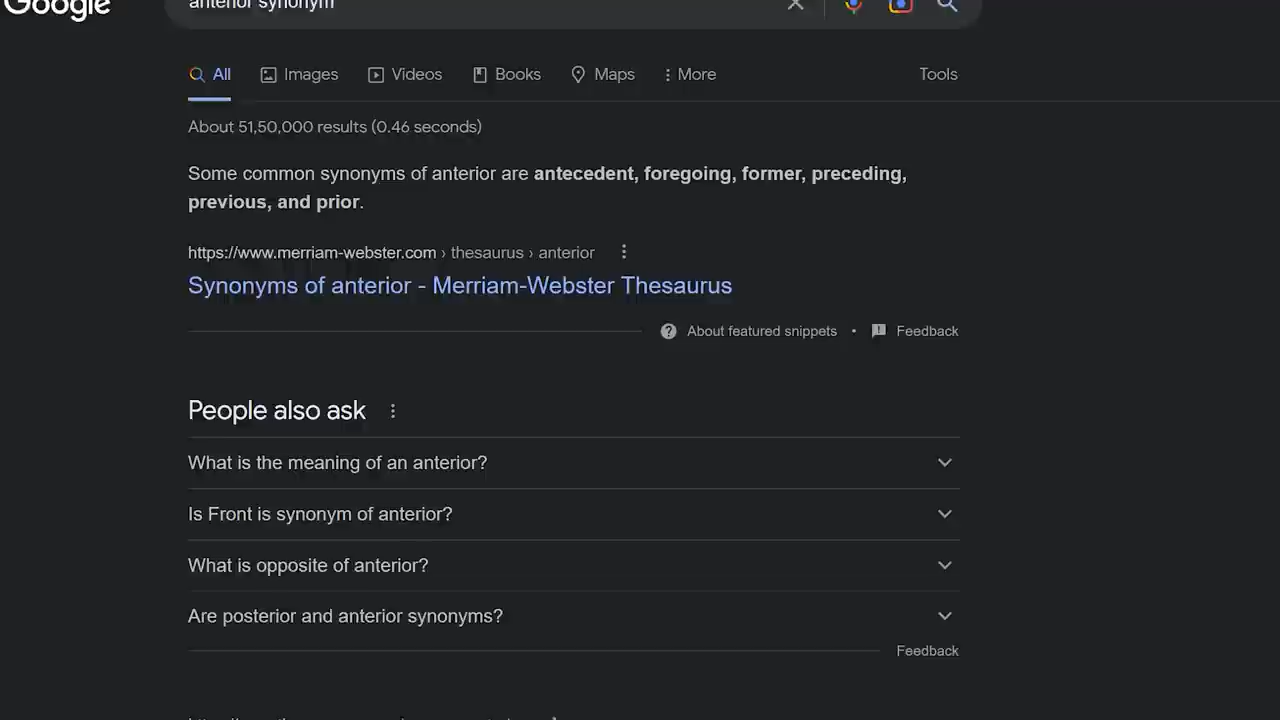 Google
anterior synonym
All Images Videos Books Maps More Tools
About 51,50,000 results (0.46 seconds)
Some common synonyms of anterior are antecedent, foregoing, former, preceding,
previous, and prior.
https://www.merriam-webster.com › thesaurus › anterior
Synonyms of anterior - Merriam-Webster Thesaurus
About featured snippets • Feedback
People also ask
What is the meaning of an anterior?
Is Front is synonym of anterior?
What is opposite of anterior?
Are posterior and anterior synonyms?
Feedback